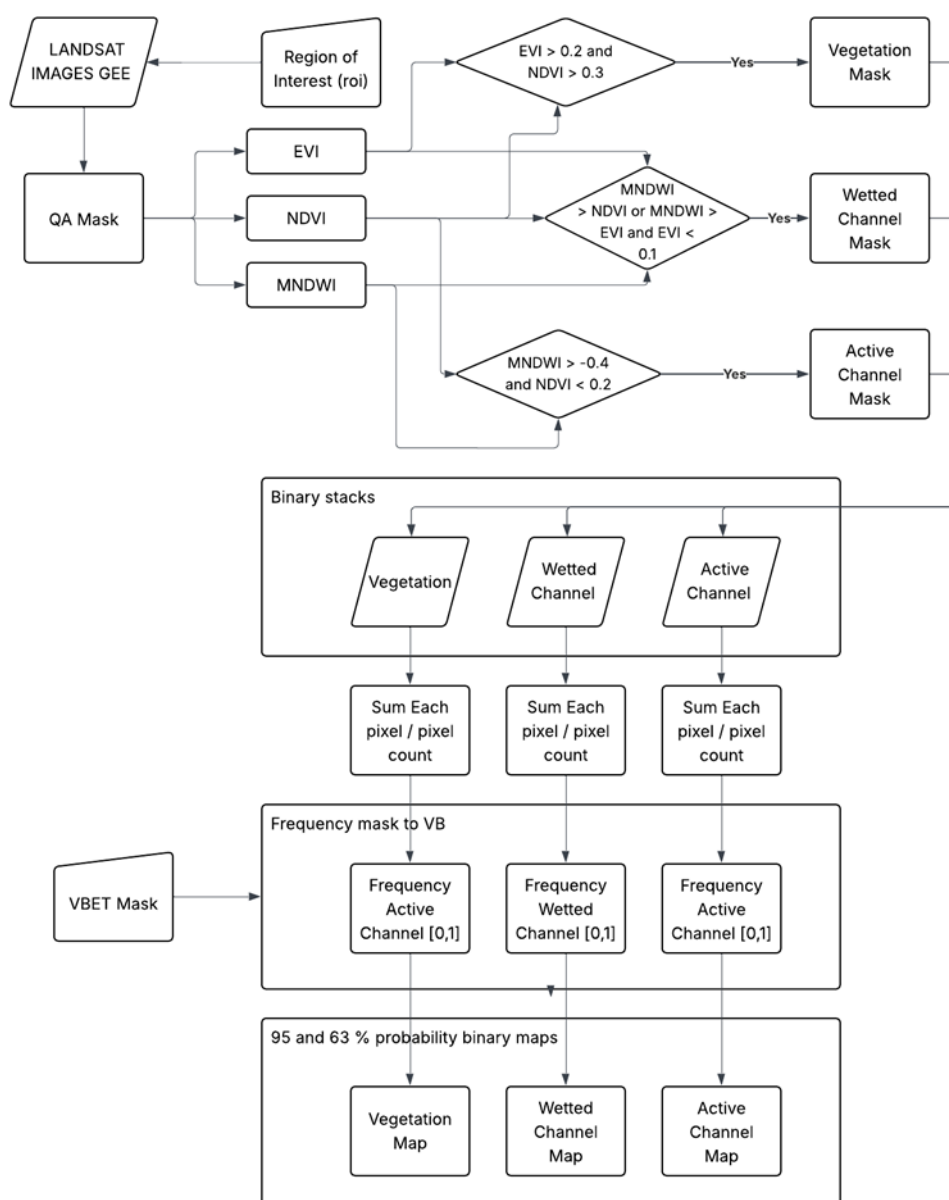 LANDSAT
IMAGES GEE
Region of
Interest (roi)
EVI > 0.2 and
NDVI > 0.3
Yes
Vegetation
Mask
EVI
QA Mask
NDVI
MNDWI
MNDWI
> NDVI or MNDWI >
EVI and EVI <
0.1
Yes
Wetted
Channel
Mask
MNDWI > -0.4
and NDVI < 0.2
Yes
Active
Channel
Mask
Binary stacks
Vegetation
Wetted
Channel
Active
Channel
Sum Each
pixel / pixel
count
Sum Each
pixel / pixel
count
Sum Each
pixel / pixel
count
Frequency mask to VB
VBET Mask
Frequency
Active
Channel [0,1]
Frequency
Wetted
Channel [0,1]
Frequency
Active
Channel [0,1]
95 and 63 % probability binary maps
Vegetation
Map
Wetted
Channel
Map
Active
Channel
Map